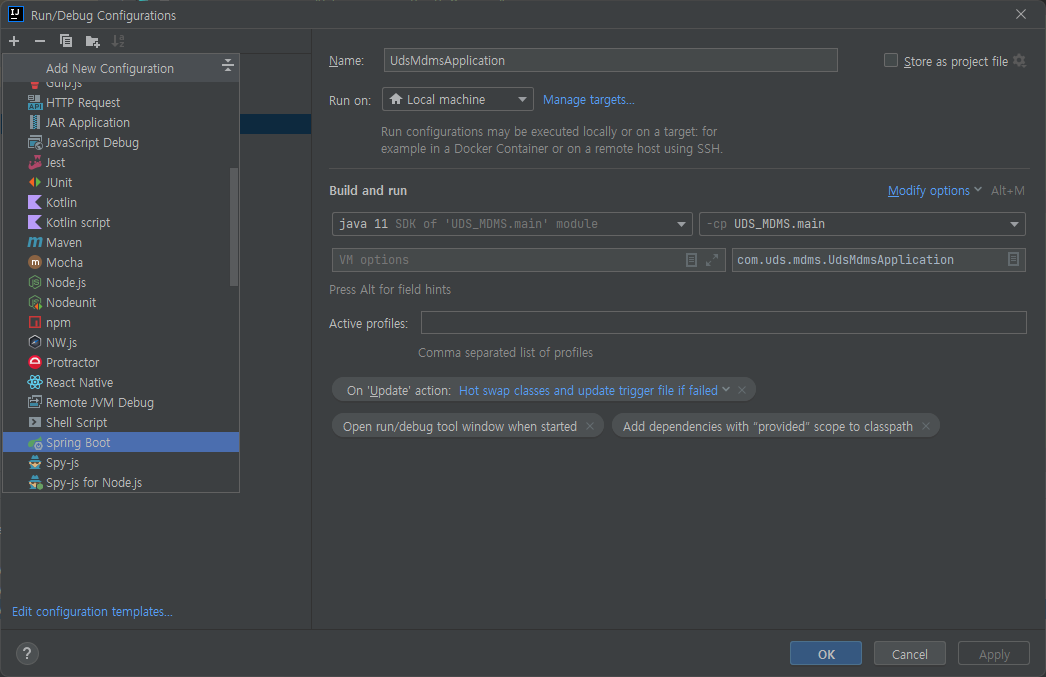 Run/Debug Configurations
Add New Configuration
Gulp.js
HTTP Request
JAR Application
JavaScript Debug
Jest
JUnit
Kotlin
Kotlin script
Maven
Mocha
Node.js
Nodeunit
npm
NW.js
Protractor
React Native
Remote JVM Debug
Shell Script
Spring Boot
Spy-js
Spy-js for Node.js
Edit configuration templates...
Name: UdsMdmsApplication Store as project file
Run on: Local machine Manage targets...
Run configurations may be executed locally or on a target: for
example in a Docker Container or on a remote host using SSH.
Build and run Modify options Alt+M
java 11 SDK of 'UDS_MDMS.main' module -cp UDS_MDMS.main
VM options com.uds.mdms.UdsMdmsApplication
Press Alt for field hints
Active profiles:
Comma separated list of profiles
On 'Update' action: Hot swap classes and update trigger file if failed
Open run/debug tool window when started Add dependencies with “provided” scope to classpath
? OK Cancel Apply